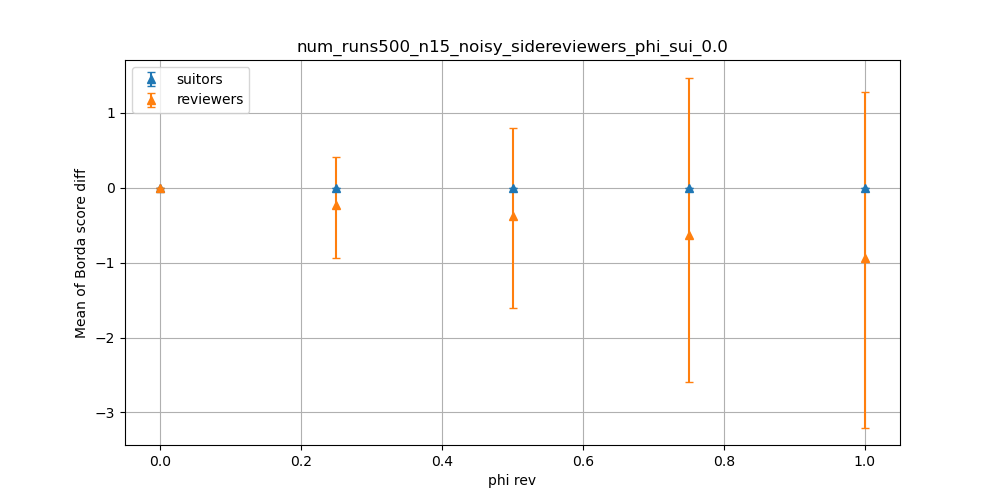 num_runs500_n15_noisy_sidereviewers_phi_sui_0.0
suitors
reviewers
Mean of Borda score diff
1
0
−1
−2
−3
0.0 0.2 0.4 0.6 0.8 1.0
phi rev